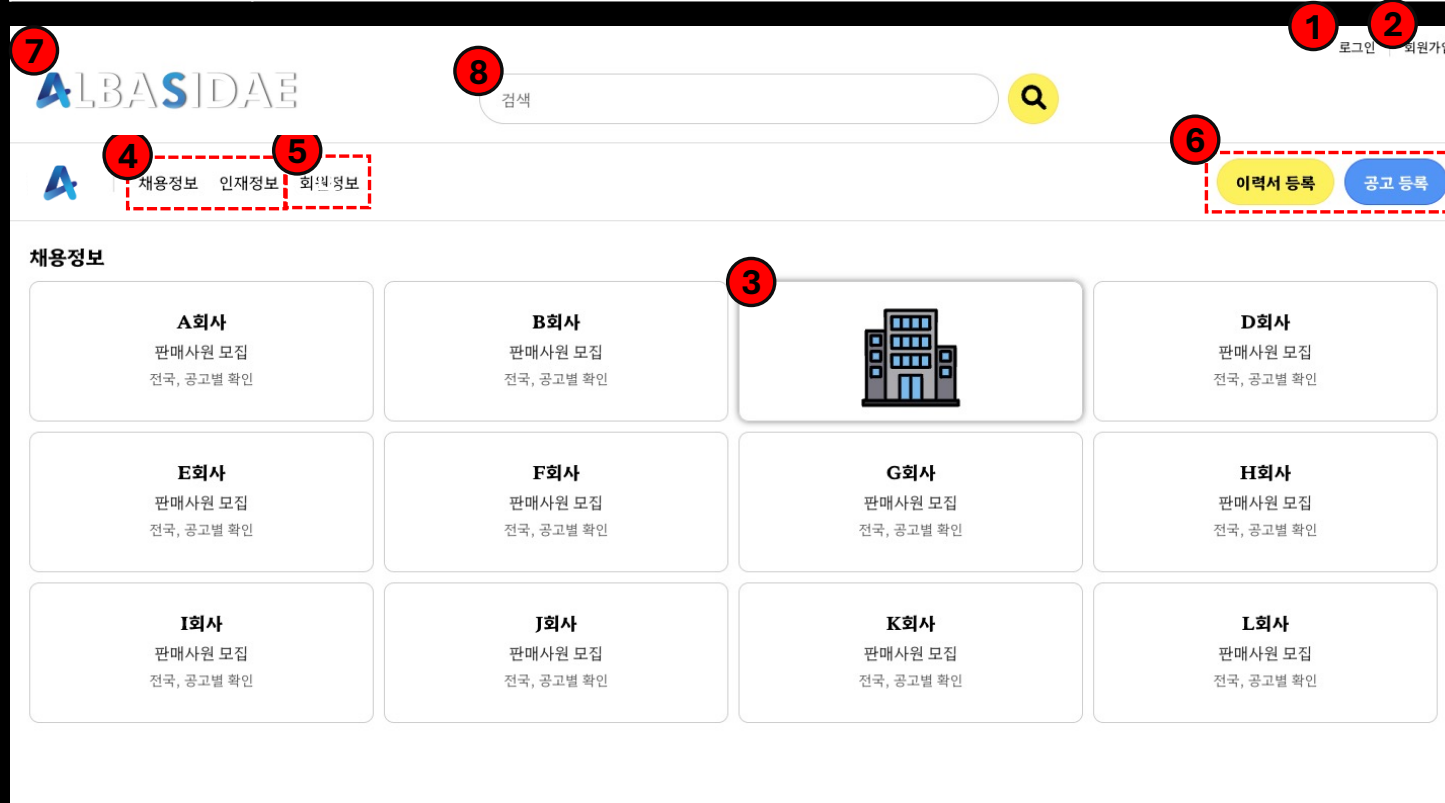 1 2
로그인 회원가입
7
ALBASIDAE
8
검색
4 5
채용정보 인재정보 회원정보
6
이력서 등록 공고 등록
채용정보
3
A회사
판매사원 모집
전국, 공고별 확인
B회사
판매사원 모집
전국, 공고별 확인
D회사
판매사원 모집
전국, 공고별 확인
E회사
판매사원 모집
전국, 공고별 확인
F회사
판매사원 모집
전국, 공고별 확인
G회사
판매사원 모집
전국, 공고별 확인
H회사
판매사원 모집
전국, 공고별 확인
I회사
판매사원 모집
전국, 공고별 확인
J회사
판매사원 모집
전국, 공고별 확인
K회사
판매사원 모집
전국, 공고별 확인
L회사
판매사원 모집
전국, 공고별 확인